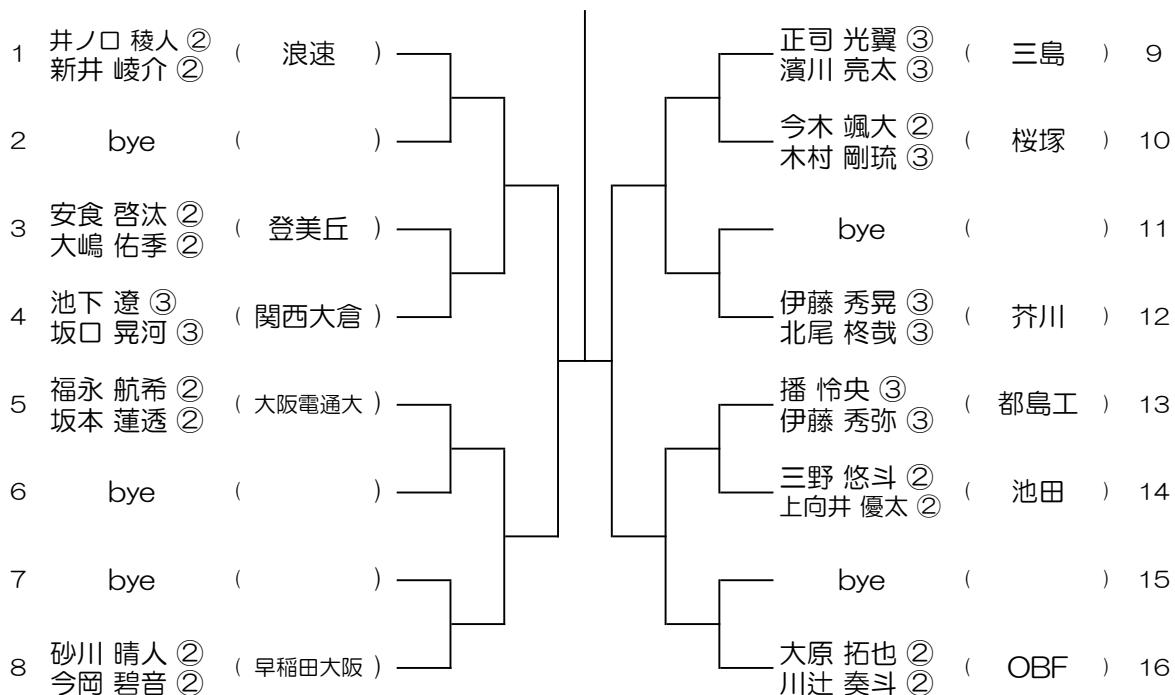 1 井ノ口 稜人 ② ( 浪速 )
新井 崚介 ②
2 bye ( )
3 安食 啓汰 ② ( 登美丘 )
大嶋 佑季 ②
4 池下 遼 ③ ( 関西大倉 )
坂口 晃河 ③
5 福永 航希 ② ( 大阪電通大 )
坂本 蓮透 ②
6 bye ( )
7 bye ( )
8 砂川 晴人 ② ( 早稲田大阪 )
今岡 碧音 ②
正司 光翼 ③ ( 三島 ) 9
濱川 亮太 ③
今木 颯大 ② ( 桜塚 ) 10
木村 剛琉 ③
bye ( ) 11
伊藤 秀晃 ③ ( 芥川 ) 12
北尾 柊哉 ③
播 怜央 ③ ( 都島工 ) 13
伊藤 秀弥 ③
三野 悠斗 ② ( 池田 ) 14
上向井 優太 ②
bye ( ) 15
大原 拓也 ② ( OBF ) 16
川辻 奏斗 ②